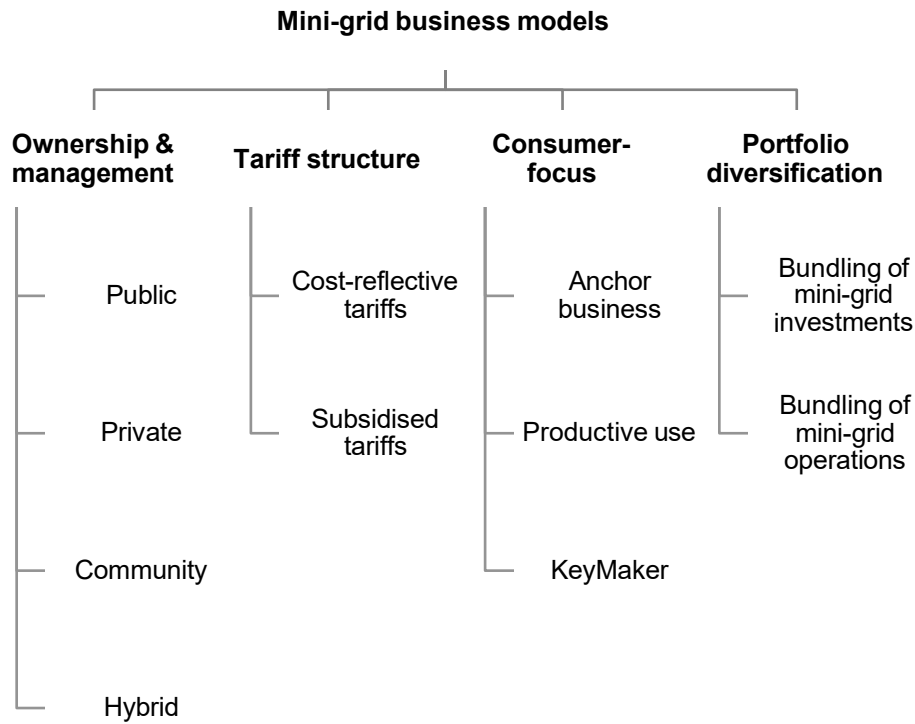 Mini-grid business models
Ownership &
management
Tariff structure
Consumer-
focus
Portfolio
diversification
Public
Private
Community
Hybrid
Cost-reflective
tariffs
Subsidised
tariffs
Anchor
business
Productive use
KeyMaker
Bundling of
mini-grid
investments
Bundling of
mini-grid
operations